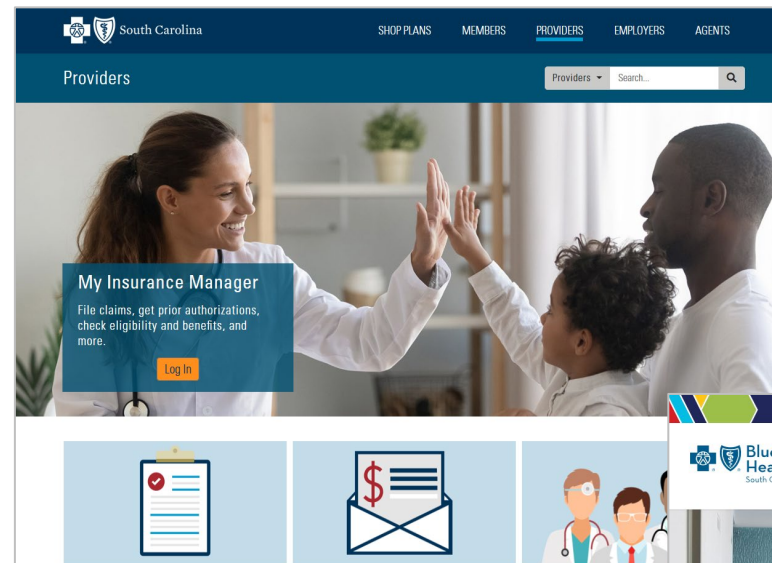 South Carolina
SHOP PLANS MEMBERS PROVIDERS EMPLOYERS AGENTS
Providers
Providers Search...
My Insurance Manager
File claims, get prior authorizations,
check eligibility and benefits, and
more.
Log In
$
South